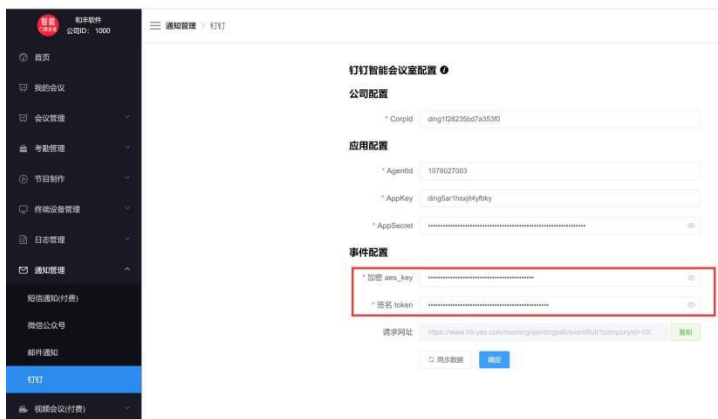 智能
和丰软件
公司ID: 1000
通知管理 > 钉钉
首页
我的会议
会议管理
考勤管理
节目制作
终端设备管理
日志管理
通知管理
短信通知(付费)
微信公众号
邮件通知
钉钉
视频会议(付费)
钉钉智能会议室配置
公司配置
* CorpId ding1f28235bd7a353f0
应用配置
* AgentId 1078027003
* AppKey
* AppSecret
事件配置
* 加密 aes_key
* 签名 token
请求网址 复制
同步数据 确定